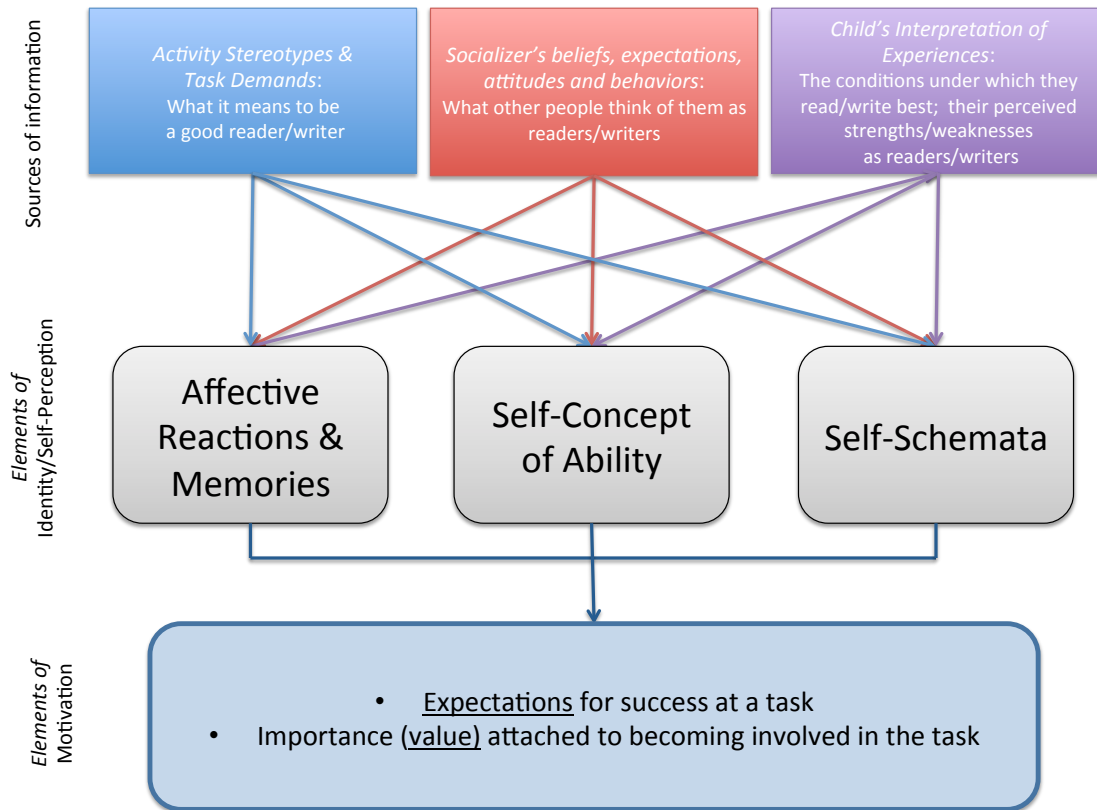 Sources of information
Activity Stereotypes &
Task Demands:
What it means to be
a good reader/writer
Socializer's beliefs, expectations,
attitudes and behaviors:
What other people think of them as
readers/writers
Child's Interpretation of
Experiences:
The conditions under which they
read/write best;  their perceived
strengths/weaknesses
as readers/writers
Elements of
Identity/Self-Perception
Affective
Reactions &
Memories
Self-Concept
of Ability
Self-Schemata
Elements of
Motivation
• Expectations for success at a task
• Importance (value) attached to becoming involved in the task